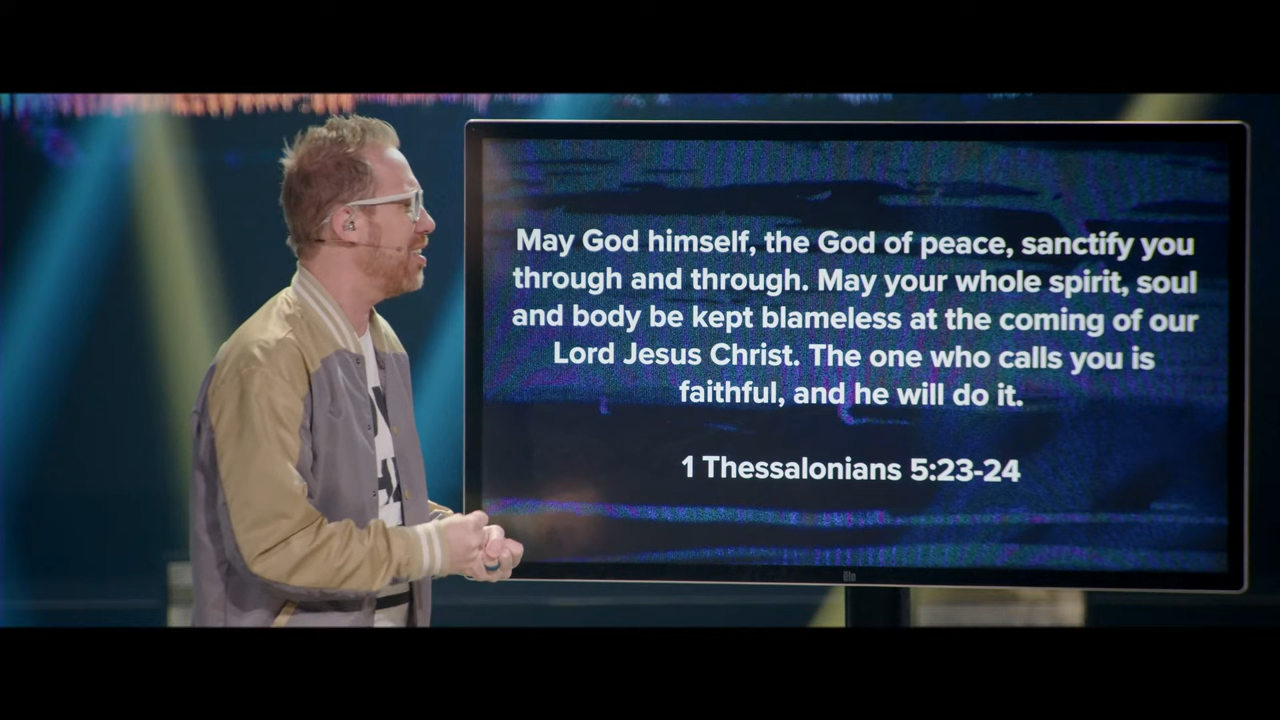 May God himself, the God of peace, sanctify you
through and through. May your whole spirit, soul
and body be kept blameless at the coming of our
Lord Jesus Christ. The one who calls you is
faithful, and he will do it.
1 Thessalonians 5:23-24
elo